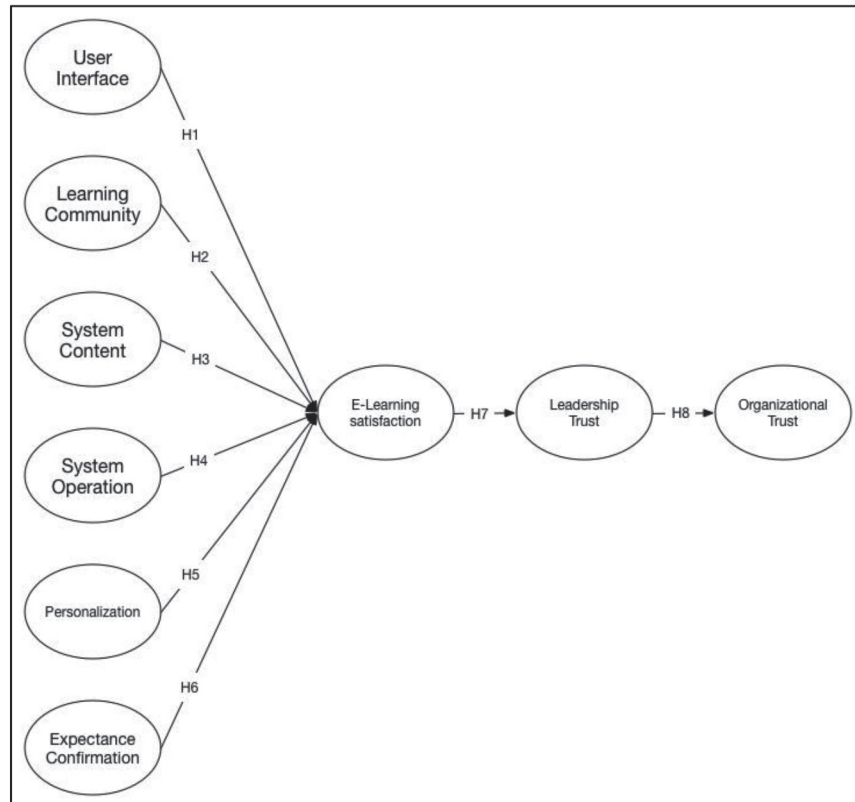 User
Interface
H1
Learning
Community
H2
System
Content
H3
E-Learning
satisfaction
H7
Leadership
Trust
H8
Organizational
Trust
System
Operation
H4
Personalization
H5
Expectance
Confirmation
H6